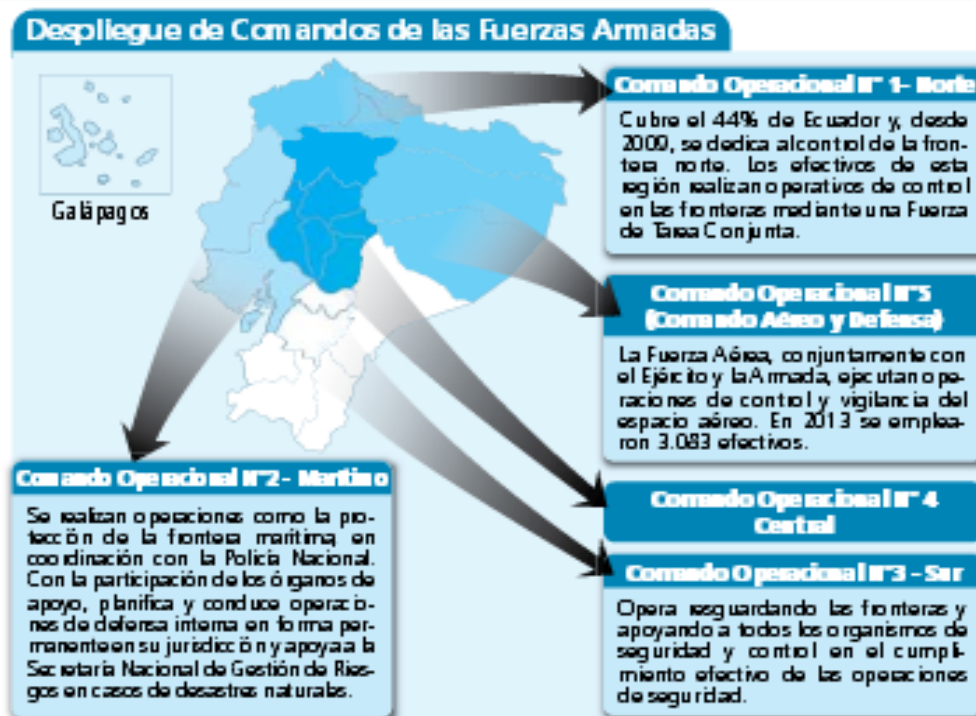 Despliegue de Comandos de las Fuerzas Armadas
Galápagos
Comando Operacional N° 1- Norte
Cubre el 44% de Ecuador y, desde
2009, se dedica al control de la fron-
tera norte. Los efectivos de esta
región realizan operativos de control
en las fronteras mediante una Fuerza
de Tarea Conjunta.
Comando Operacional N°5
(Comando Aéreo y Defensa)
La Fuerza Aérea, conjuntamente con
el Ejército y la Armada, ejecutan ope-
raciones de control y vigilancia del
espacio aéreo. En 2013 se emplea-
ron 3.083 efectivos.
Comando Operacional N° 4
Central
Comando Operacional N°3 - Sur
Opera resguardando las fronteras y
apoyando a todos los organismos de
seguridad y control en el cumpli-
miento efectivo de las operaciones
de seguridad.
Comando Operacional N°2 - Marítimo
Se realizan operaciones como la pro-
tección de la frontera marítima, en
coordinación con la Policía Nacional.
Con la participación de los órganos de
apoyo, planifica y conduce operacio-
nes de defensa interna en forma per-
manente en su jurisdicción y apoya a la
Secretaría Nacional de Gestión de Ries-
gos en casos de desastres naturales.